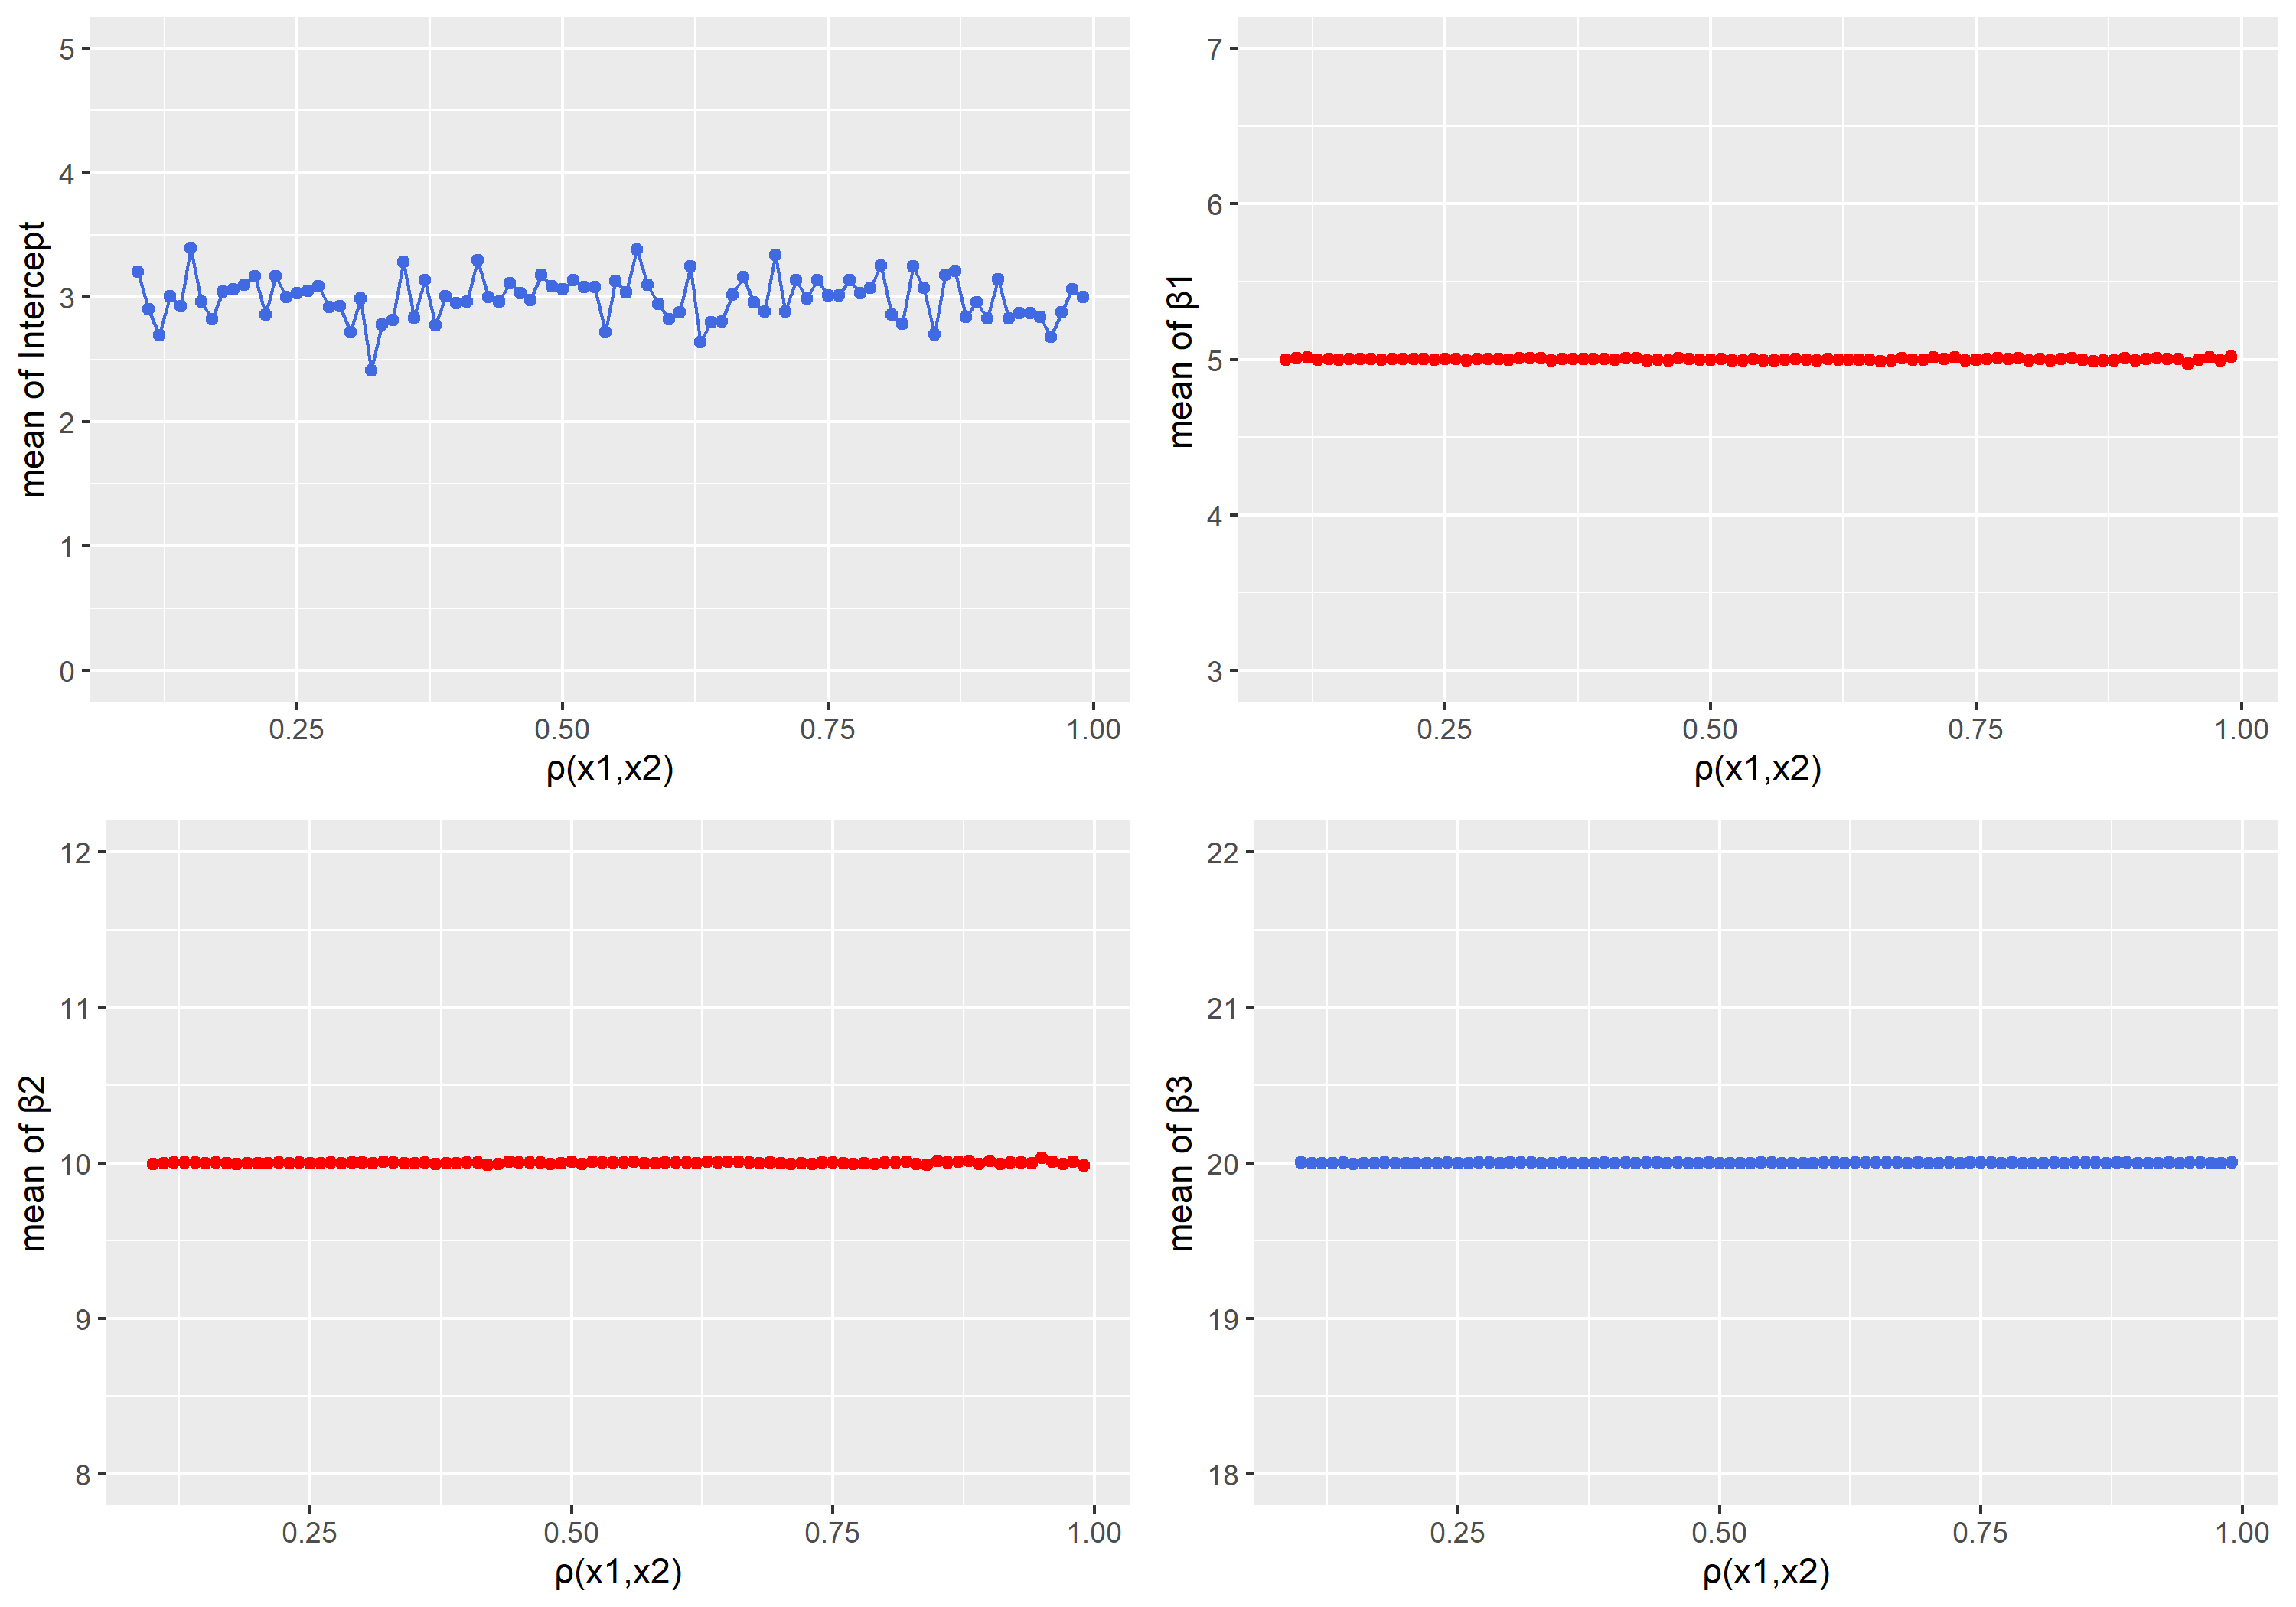 mean of Intercept
5
4
3
2
1
0
0.25 0.50 0.75 1.00
ρ(x1,x2)
mean of β1
7
6
5
4
3
0.25 0.50 0.75 1.00
ρ(x1,x2)
mean of β2
12
11
10
9
8
0.25 0.50 0.75 1.00
ρ(x1,x2)
mean of β3
22
21
20
19
18
0.25 0.50 0.75 1.00
ρ(x1,x2)